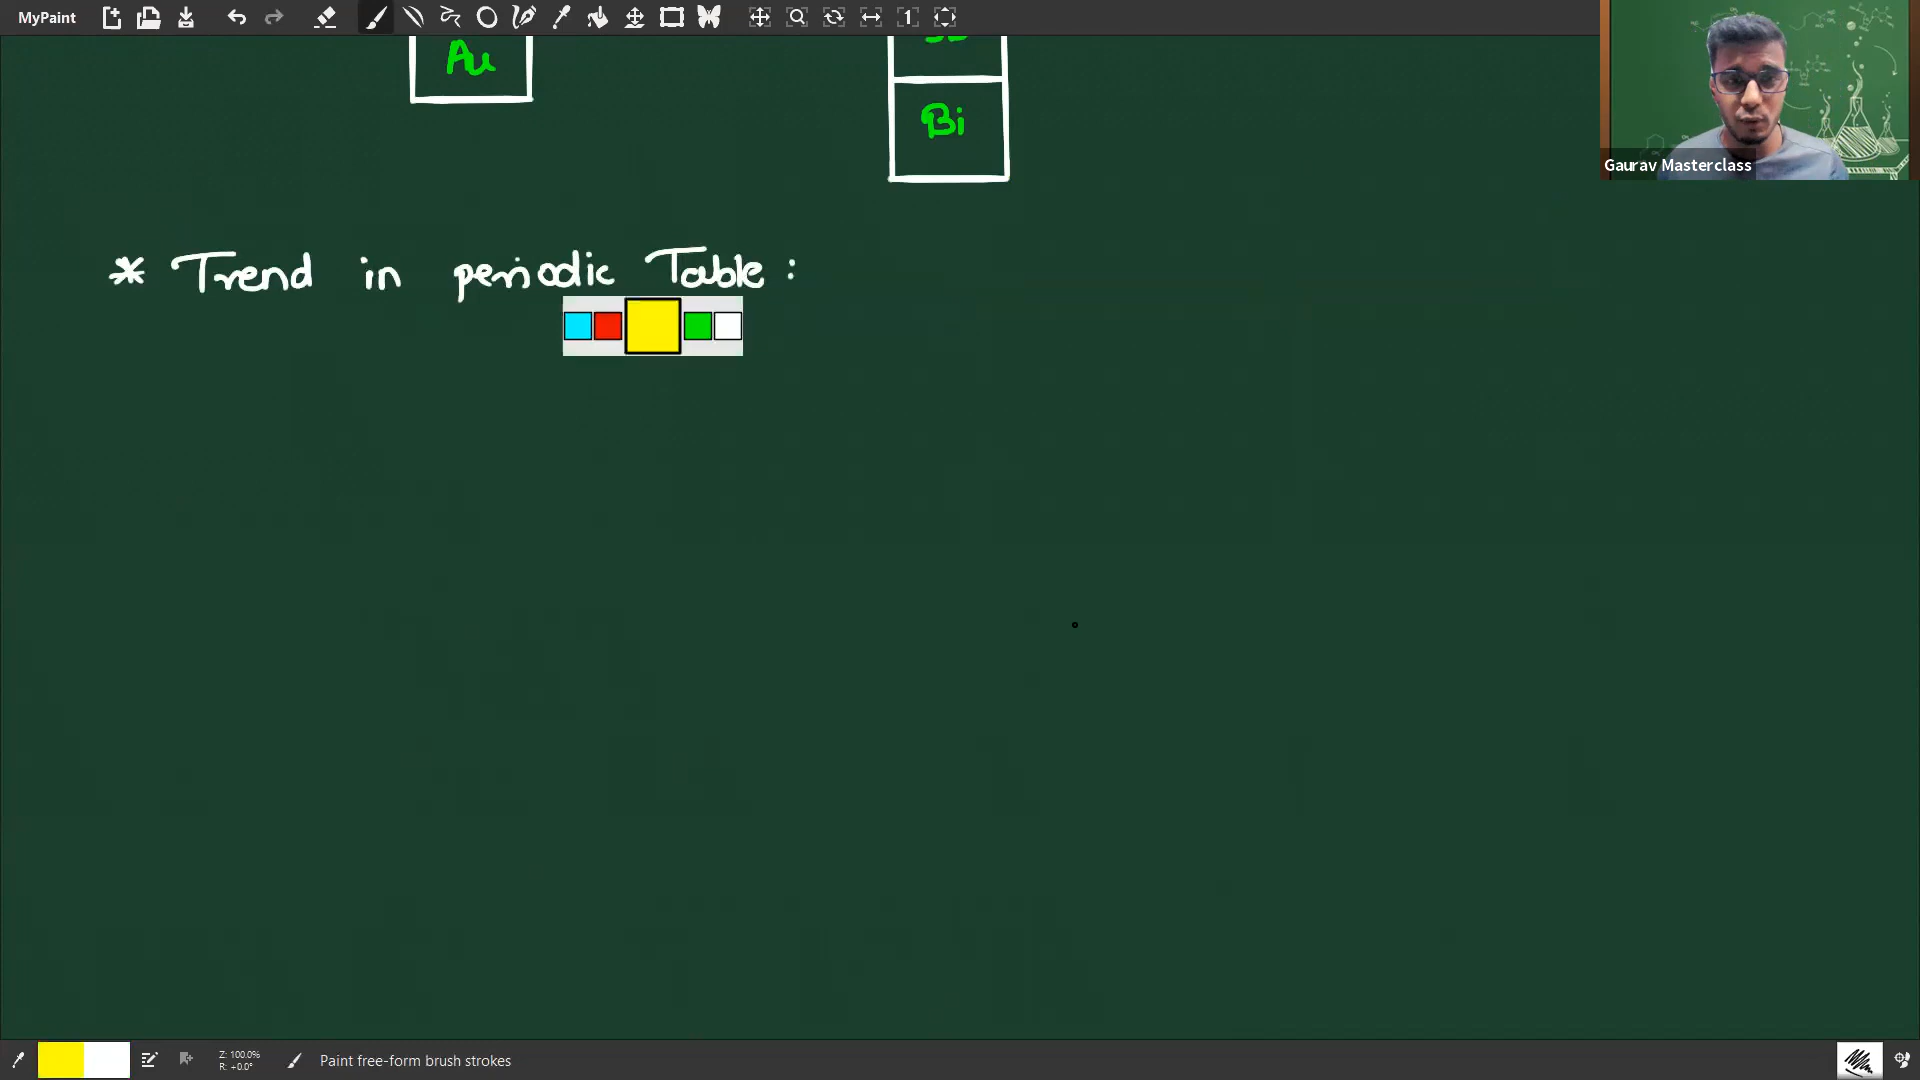 MyPaint
Au
Bi
Gaurav Masterclass
* Trend in periodic Table :
Z: 100.0%
R: +0.0°
Paint free-form brush strokes